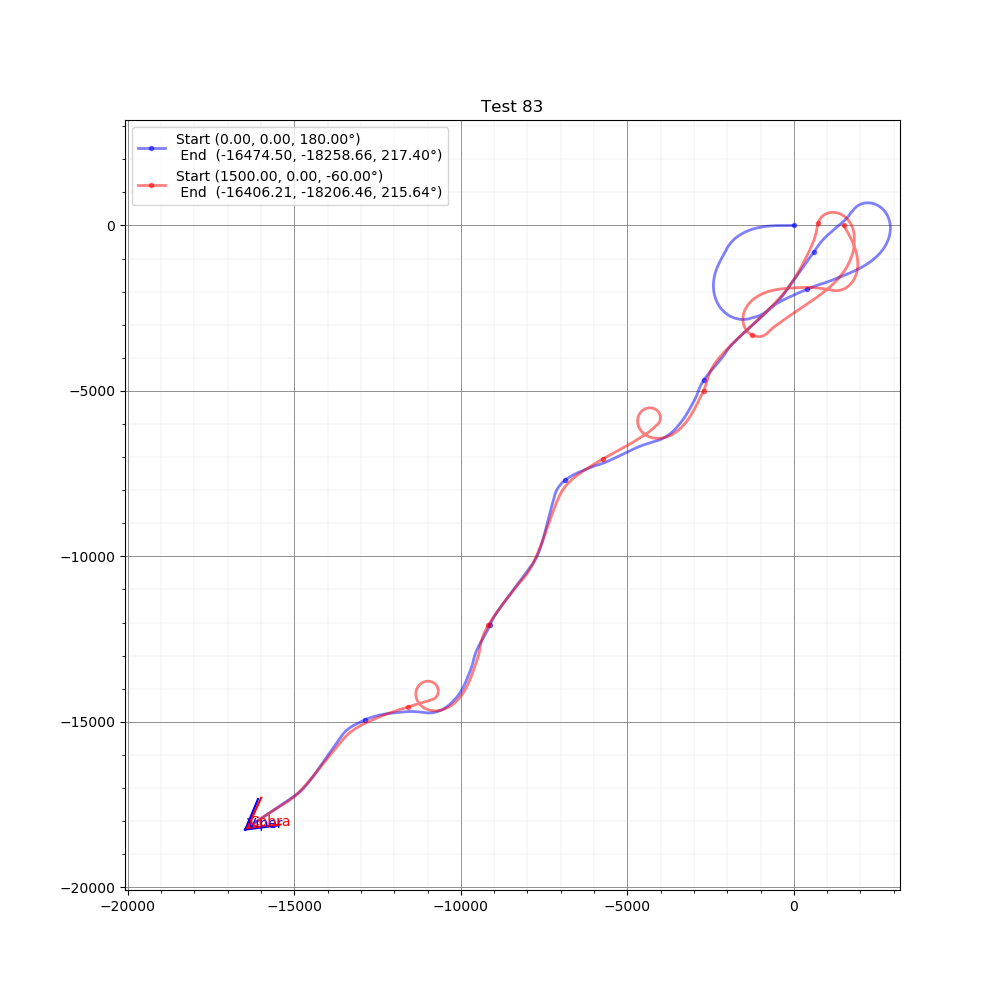 Test 83
Start (0.00, 0.00, 180.00°)
End  (-16474.50, -18258.66, 217.40°)
Start (1500.00, 0.00, -60.00°)
End  (-16406.21, -18206.46, 215.64°)
0
−5000
−10000
−15000
−20000
−20000
−15000
−10000
−5000
0